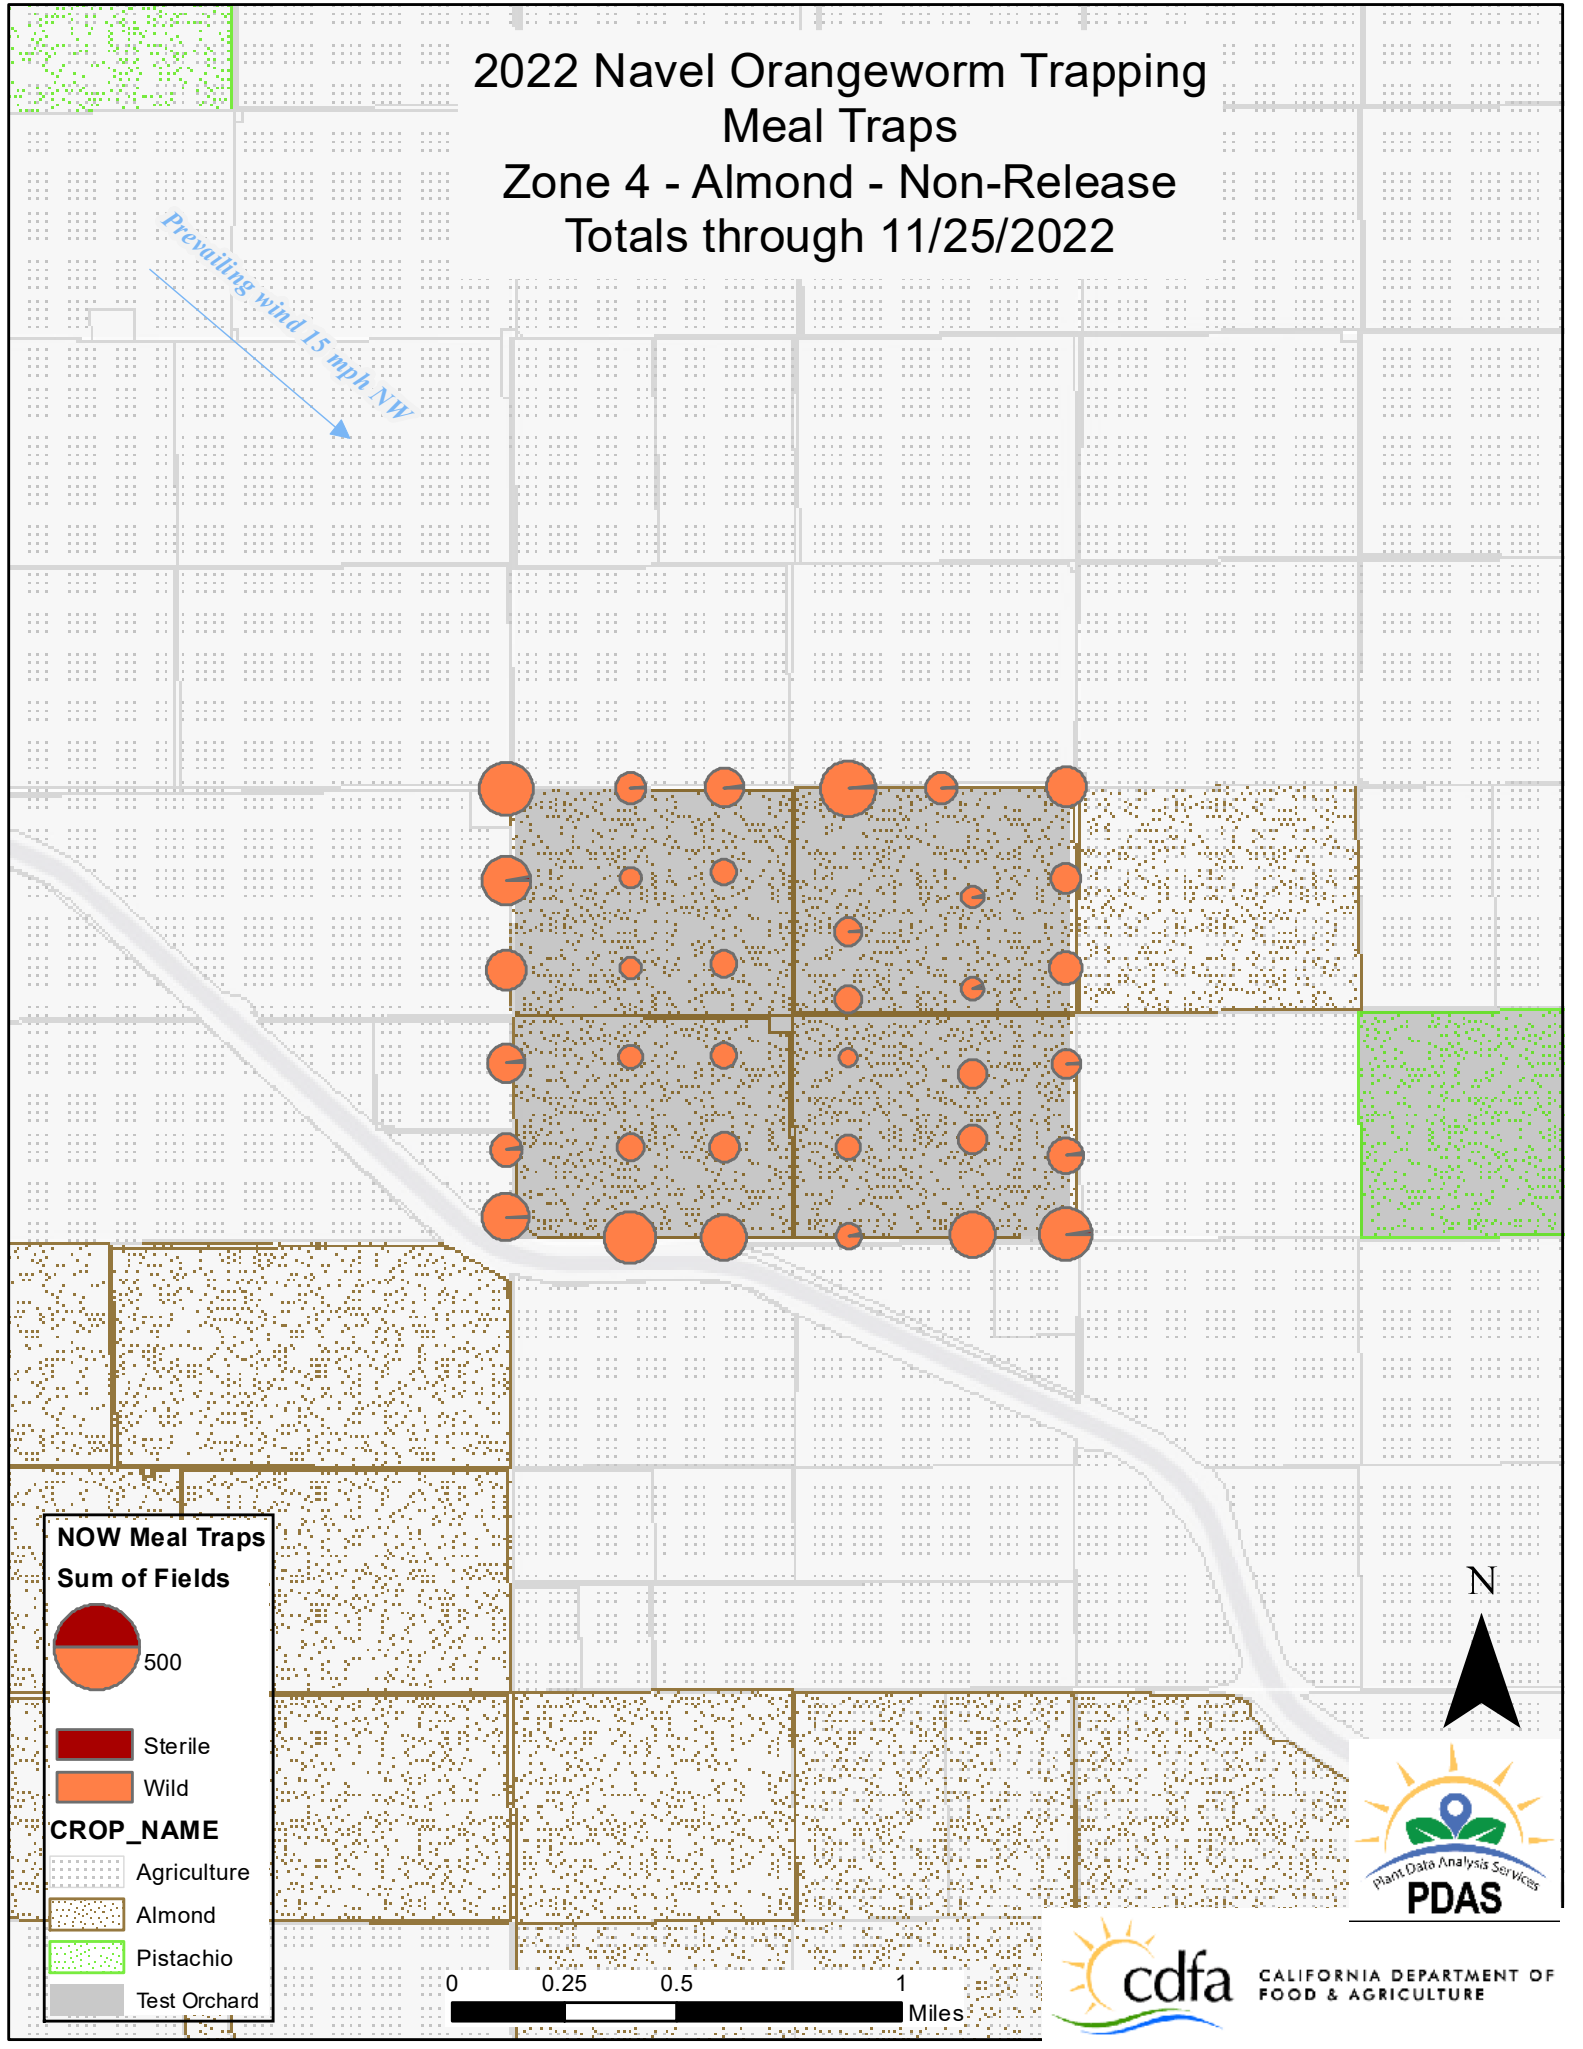 2022 Navel Orangeworm Trapping
Meal Traps
Zone 4 - Almond - Non-Release
Totals through 11/25/2022
Prevailing wind 15 mph NW
NOW Meal Traps
Sum of Fields
500
Sterile
Wild
CROP_NAME
Agriculture
Almond
Pistachio
Test Orchard
0 0.25 0.5 1
Miles
N
Plant Data Analysis Services
PDAS
cdfa
CALIFORNIA DEPARTMENT OF
FOOD & AGRICULTURE